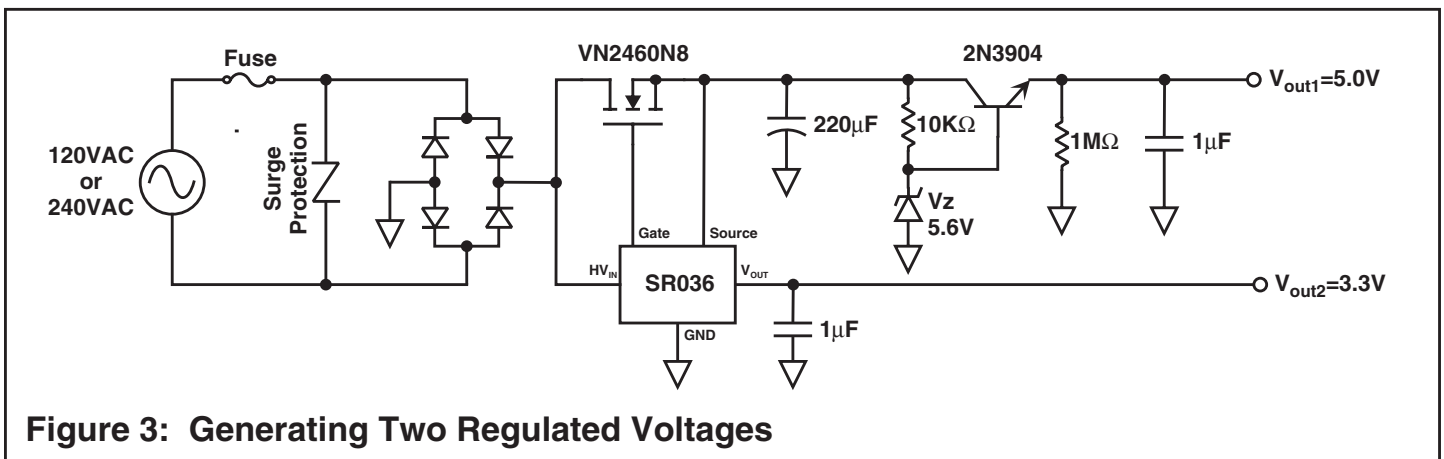 Fuse
VN2460N8
2N3904
Vout1=5.0V
120VAC
or
240VAC
Surge
Protection
220µF
10KΩ
1MΩ
1µF
Vz
5.6V
Gate
Source
HVIN
SR036
VOUT
GND
1µF
Vout2=3.3V
Figure 3: Generating Two Regulated Voltages